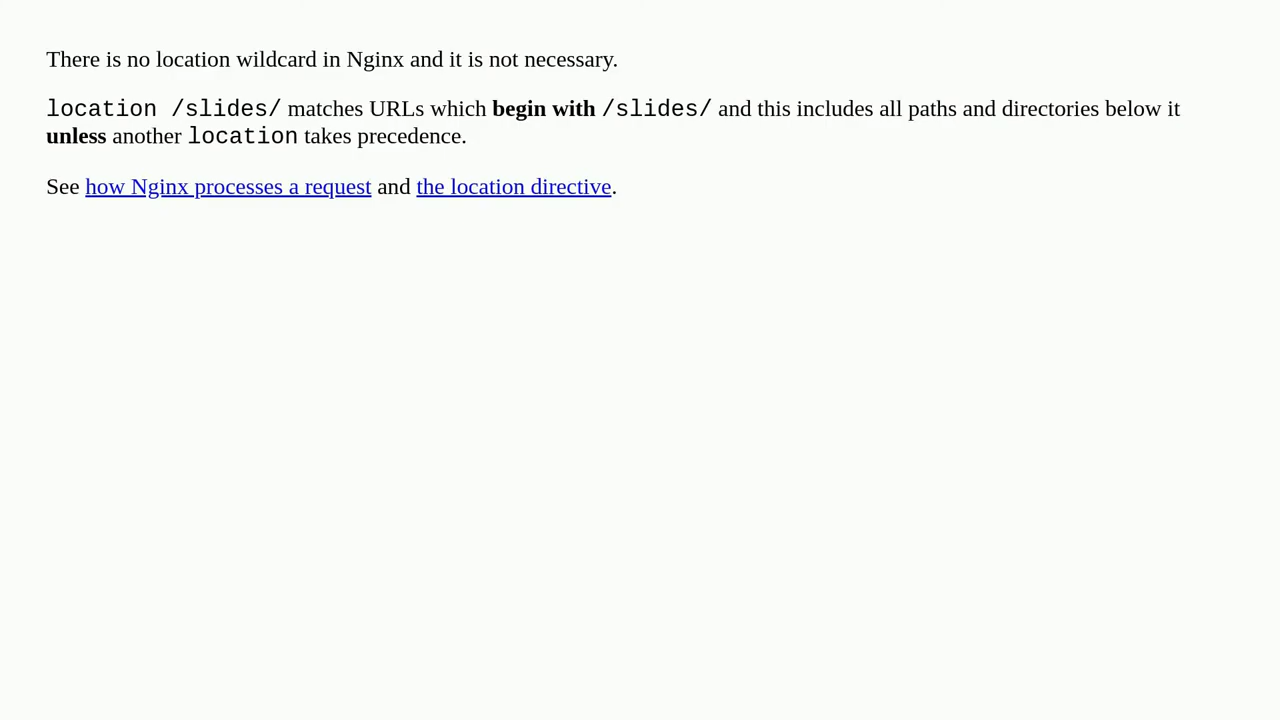 There is no location wildcard in Nginx and it is not necessary.
location /slides/ matches URLs which begin with /slides/ and this includes all paths and directories below it
unless another location takes precedence.
See how Nginx processes a request and the location directive.